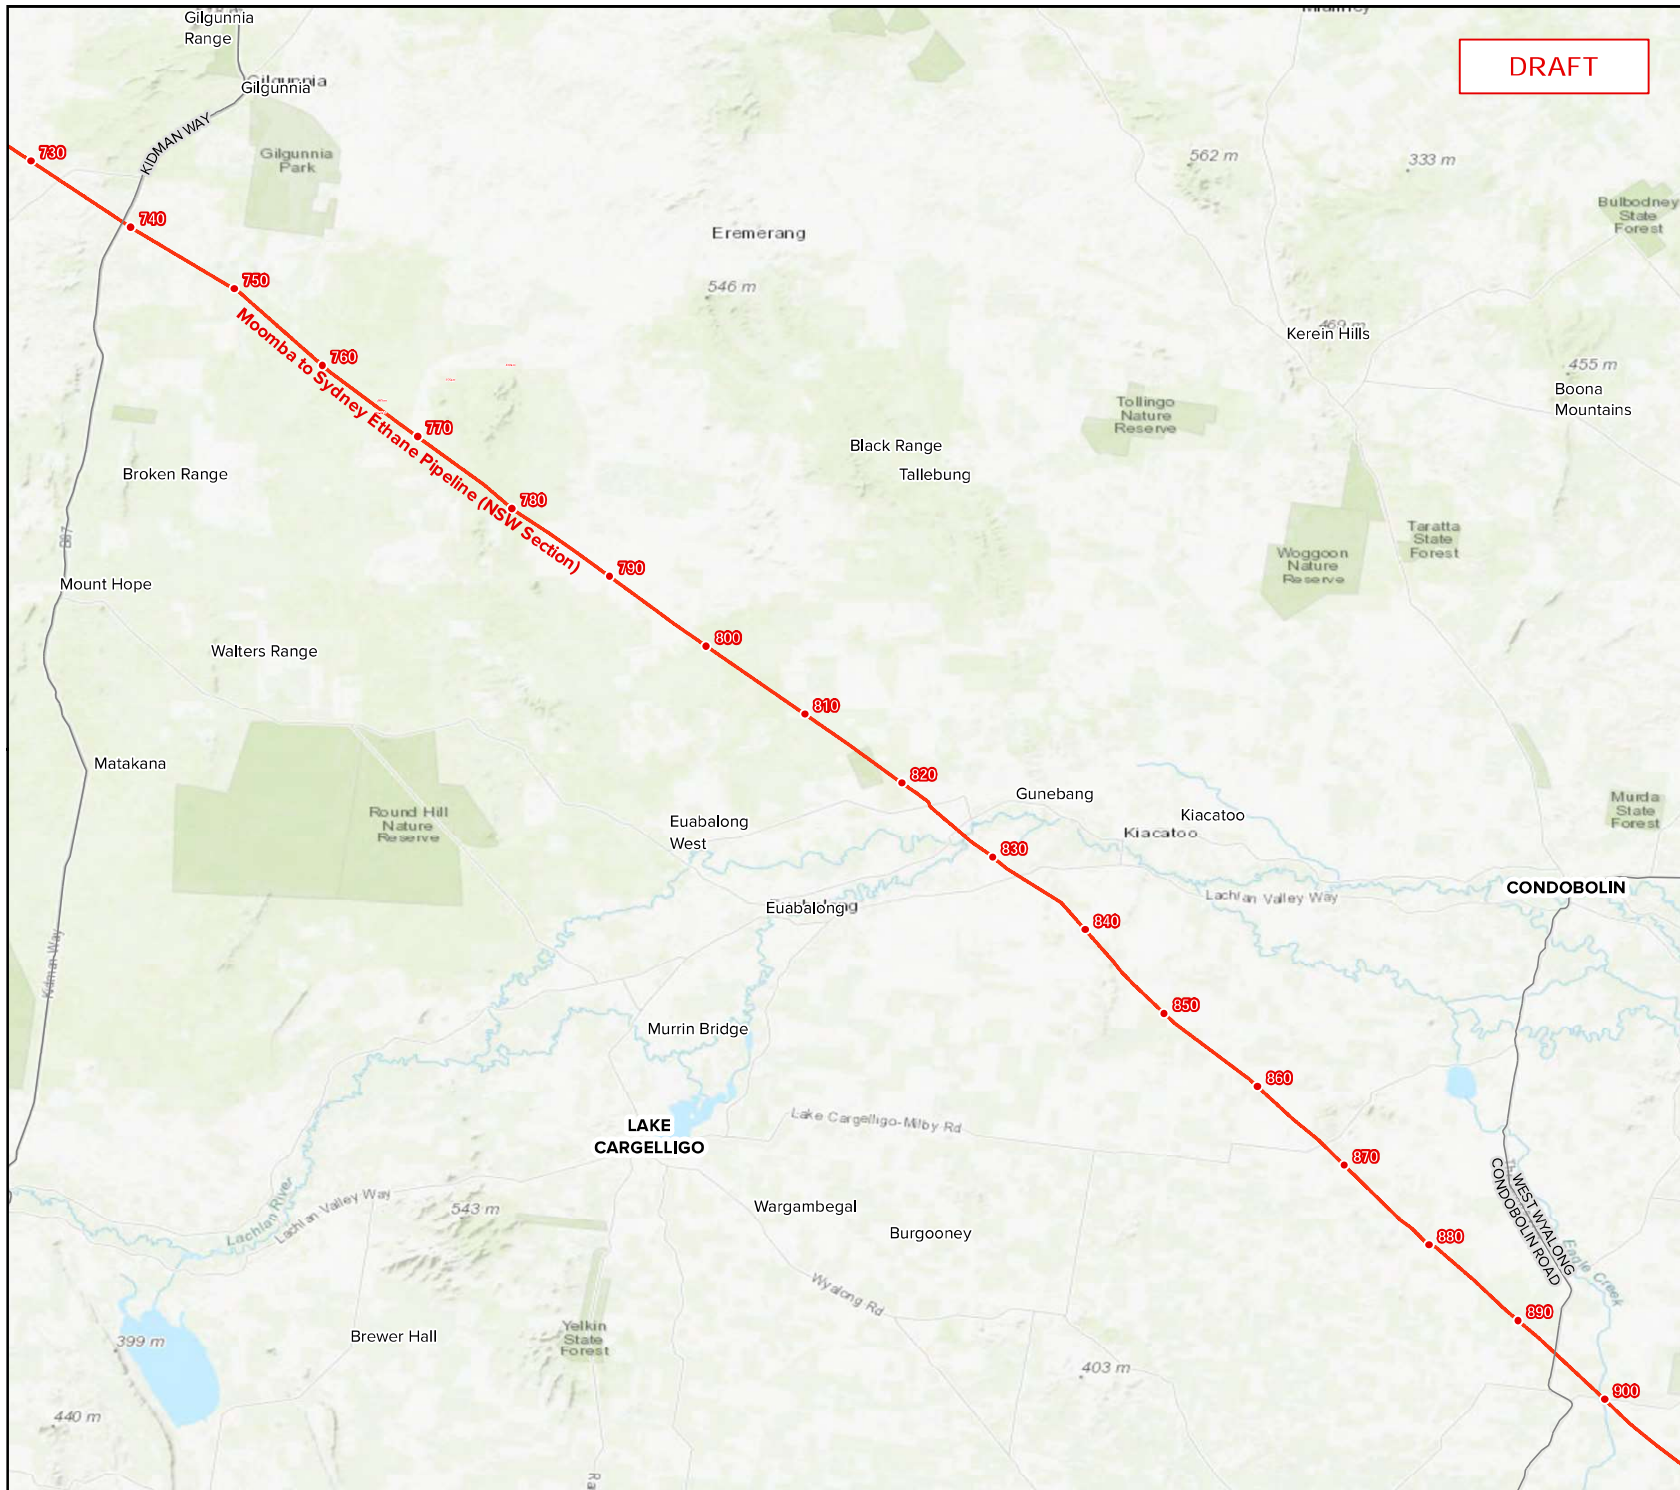 Gilgunnia
Range
DRAFT
Gilgunnia
Gilgunnia
KIDMAN WAY
730
Gilgunnia
Park
562 m
333 m
740
Bulbodney
State
Forest
Eremerang
750
546 m
Moomba to Sydney Ethane Pipeline (NSW Section)
Kerein Hills
469 m
760
455 m
Boona
Mountains
Tollingo
Nature
Reserve
770
Black Range
Tallebung
Broken Range
780
B87
Taratta
State
Forest
Woggoon
Nature
Reserve
790
Mount Hope
800
Walters Range
810
Matakana
820
Gunebang
Round Hill
Nature
Reserve
Euabalong
West
Kiacatoo
Kiacatoo
Murda
State
Forest
830
CONDOBOLIN
Lachlan Valley Way
Euabalong
840
Kidman Way
850
Murrin Bridge
860
LAKE
CARGELLIGO
Lake Cargelligo-Milby Rd
870
WEST WYALONG
CONDOBOLIN ROAD
Lachlan River
Lachlan Valley Way
543 m
Wargambegal
Burgooney
880
Eagle Creek
Wyalong Rd
890
399 m
Brewer Hall
Yelkin
State
Forest
403 m
900
440 m